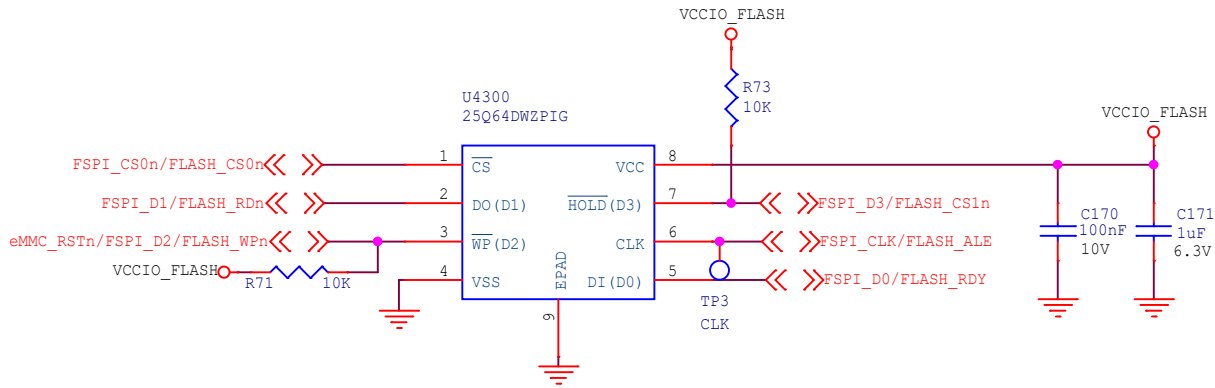 VCCIO_FLASH
R73
10K
U4300
25Q64DWZPIG
VCCIO_FLASH
FSPI_CS0n/FLASH_CS0n
1
CS
VCC
8
FSPI_D1/FLASH_RDn
2
DO(D1)
HOLD(D3)
7
FSPI_D3/FLASH_CS1n
eMMC_RSTn/FSPI_D2/FLASH_WPn
3
WP(D2)
CLK
6
FSPI_CLK/FLASH_ALE
VCCIO_FLASH
R71
10K
4
VSS
EPAD
DI(D0)
5
FSPI_D0/FLASH_RDY
9
TP3
CLK
C170
100nF
10V
C171
1uF
6.3V